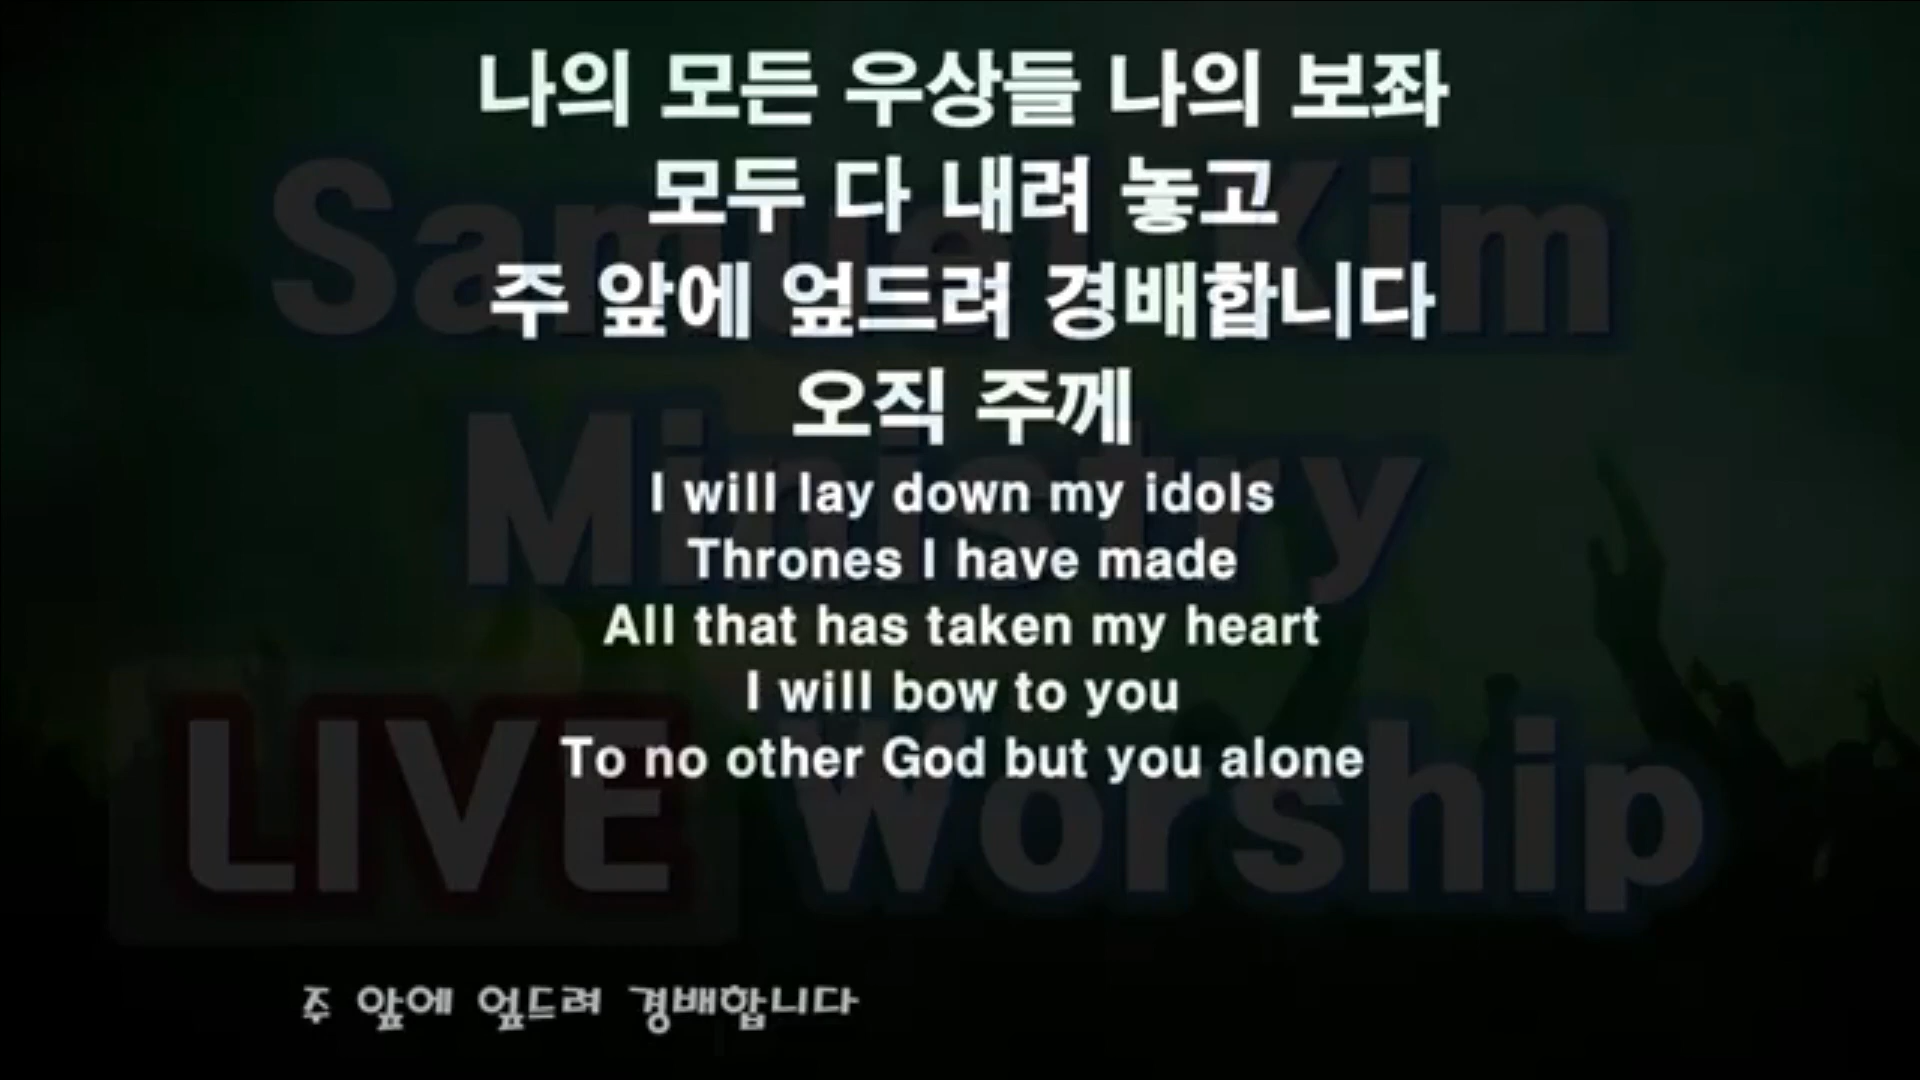 나의 모든 우상들 나의 보좌
모두 다 내려 놓고
주 앞에 엎드려 경배합니다
오직 주께
I will lay down my idols
Thrones I have made
All that has taken my heart
I will bow to you
To no other God but you alone
Samuel Kim
Ministry
LIVE Worship
주 앞에 엎드려 경배합니다